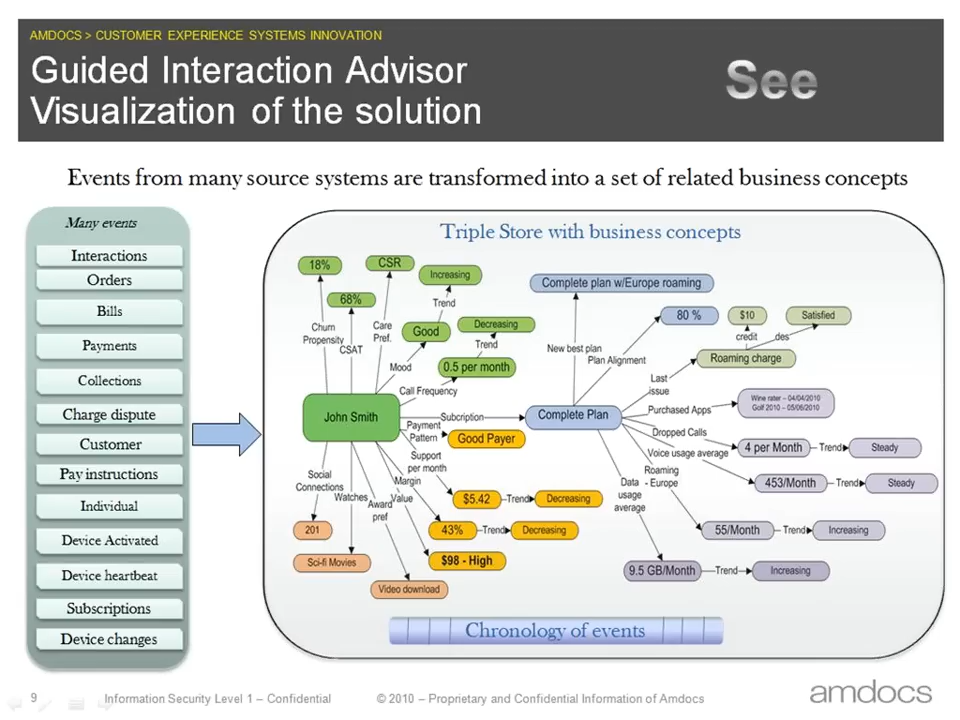 AMDOCS > CUSTOMER EXPERIENCE SYSTEMS INNOVATION
Guided Interaction Advisor
Visualization of the solution
See
Events from many source systems are transformed into a set of related business concepts
Many events
Interactions
Orders
Bills
Payments
Collections
Charge dispute
Customer
Pay instructions
Individual
Device Activated
Device heartbeat
Subscriptions
Device changes
Triple Store with business concepts
18%
CSR
Increasing
68%
Trend
Churn
Propensity
CSAT
Care
Pref.
Good
Decreasing
Trend
Mood
0.5 per month
Call Frequency
John Smith
Subcription
Payment
Pattern
Good Payer
Support
per month
Margin
Value
Social
Connections
Watches
Award
pref
$5.42
Trend
Decreasing
201
43%
Trend
Decreasing
Sci-fi Movies
$98 - High
Video download
Complete plan w/Europe roaming
80 %
$10
Satisfied
credit
des
New best plan
Plan Alignment
Roaming charge
Last
issue
Complete Plan
Purchased Apps
Wine rater – 04/04/2010
Golf 2010 – 05/06/2010
Dropped Calls
4 per Month
Trend
Steady
Voice usage average
453/Month
Trend
Steady
Roaming
- Europe
Data
usage
average
55/Month
Trend
Increasing
9.5 GB/Month
Trend
Increasing
Chronology of events
9
Information Security Level 1 – Confidential
© 2010 – Proprietary and Confidential Information of Amdocs
amdocs